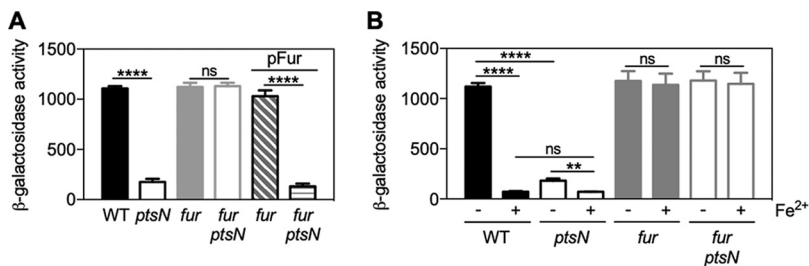 A
β-galactosidase activity
1500
1000
500
0
****
ns
pFur
****
WT ptsN fur fur fur fur
ptsN ptsN
B
β-galactosidase activity
1500
1000
500
0
****
****
ns
**
ns
ns
- + - + - + - + Fe²⁺
WT ptsN fur fur
ptsN